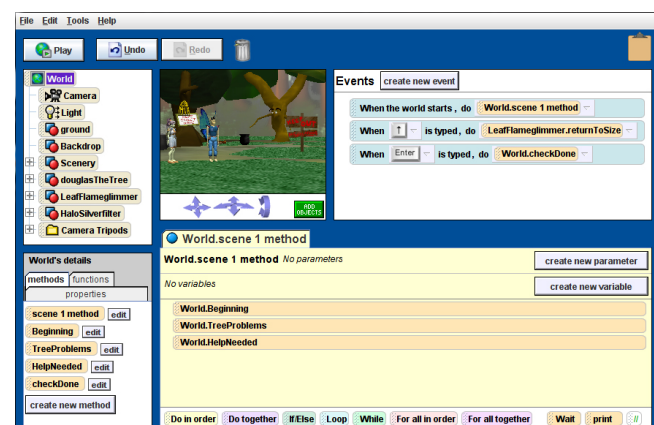 File Edit Tools Help
Play Undo Redo
World
Camera
Light
ground
Backdrop
Scenery
douglasTheTree
LeafFlameglimmer
HaloSilverfilter
Camera Tripods
ADD
OBJECTS
Events create new event
When the world starts , do World.scene 1 method
When ↑ is typed, do LeafFlameglimmer.returnToSize
When Enter is typed, do World.checkDone
World's details
methods functions
properties
scene 1 method edit
Beginning edit
TreeProblems edit
HelpNeeded edit
checkDone edit
create new method
World.scene 1 method
World.scene 1 method No parameters create new parameter
No variables create new variable
World.Beginning
World.TreeProblems
World.HelpNeeded
Do in order Do together If/Else Loop While For all in order For all together Wait print //